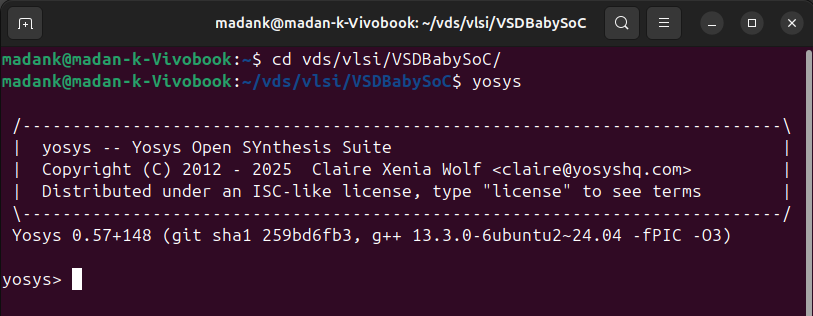 madank@madan-k-Vivobook: ~/vds/vlsi/VSDBabySoC
madank@madan-k-Vivobook:~$ cd vds/vlsi/VSDBabySoC/
madank@madan-k-Vivobook:~/vds/vlsi/VSDBabySoC$ yosys
/----------------------------------------------------------------------------\
|  yosys -- Yosys Open SYnthesis Suite                                       |
|  Copyright (C) 2012 - 2025  Claire Xenia Wolf <claire@yosyshq.com>         |
|  Distributed under an ISC-like license, type "license" to see terms        |
\----------------------------------------------------------------------------/
Yosys 0.57+148 (git sha1 259bd6fb3, g++ 13.3.0-6ubuntu2~24.04 -fPIC -O3)
yosys>